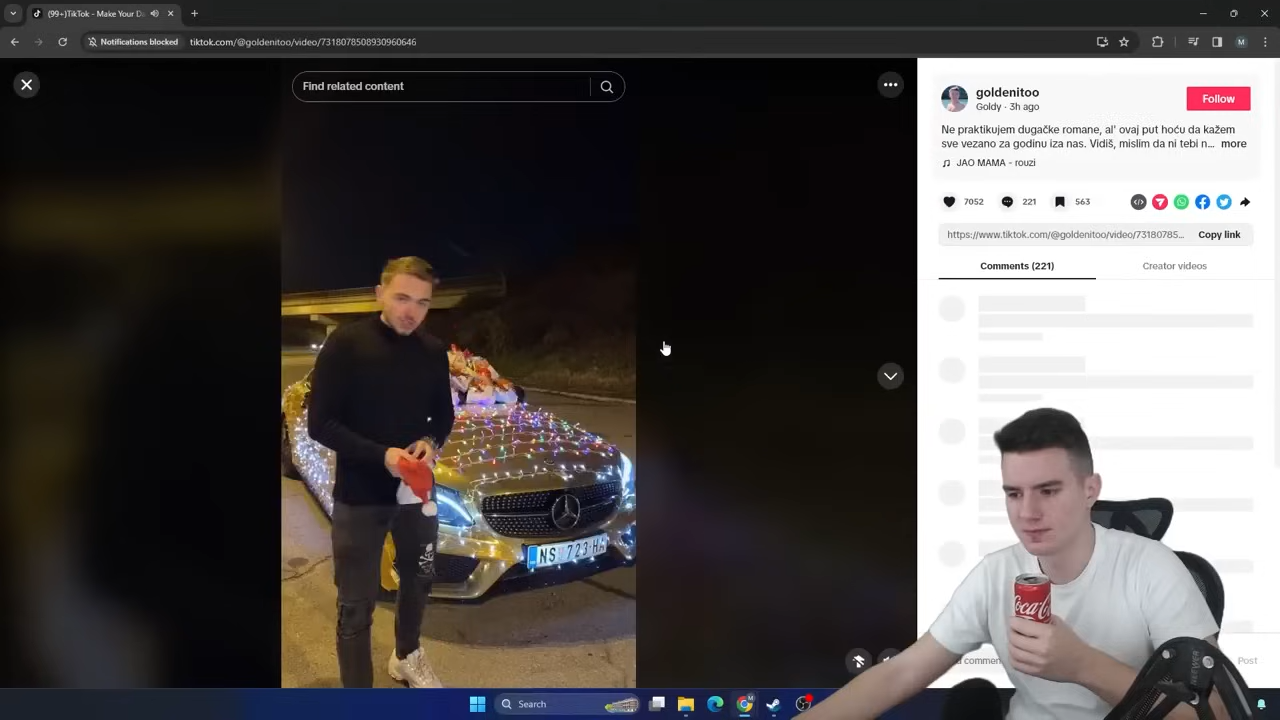 (99+)TikTok - Make Your D
Notifications blocked
tiktok.com/@goldenitoo/video/7318078508930960646
M
Find related content
goldenitoo
Goldy · 3h ago
Follow
Ne praktikujem dugačke romane, al' ovaj put hoću da kažem
sve vezano za godinu iza nas. Vidiš, mislim da ni tebi n... more
JAO MAMA - rouzi
7052
221
563
https://www.tiktok.com/@goldenitoo/video/73180785...
Copy link
Comments (221)
Creator videos
NS 723
Coca-C
Post
Search